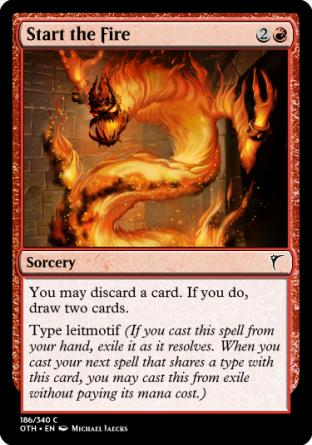 Start the Fire 2
Sorcery
You may discard a card. If you do,
draw two cards.
Type leitmotif (If you cast this spell from
your hand, exile it as it resolves. When you
cast your next spell that shares a type with
this card, you may cast this from exile
without paying its mana cost.)
186/340 C
OTH • EN Michael Jaecks